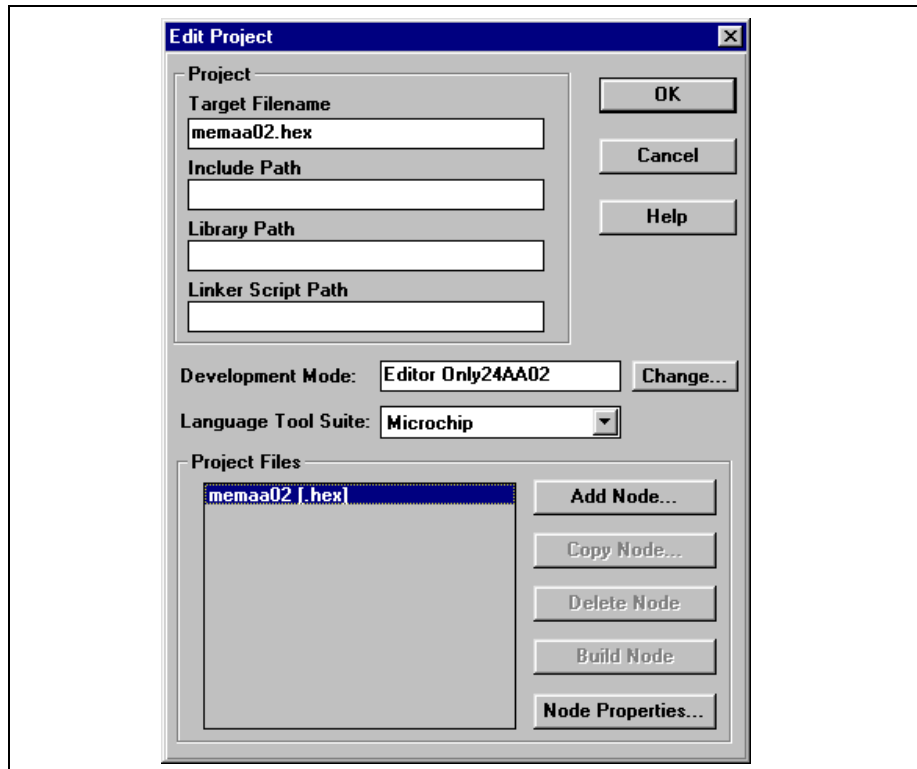 Edit Project
Project
Target Filename
memaa02.hex
Include Path
Library Path
Linker Script Path
OK
Cancel
Help
Development Mode: Editor Only24AA02 Change...
Language Tool Suite: Microchip
Project Files
memaa02 [.hex]
Add Node...
Copy Node...
Delete Node
Build Node
Node Properties...